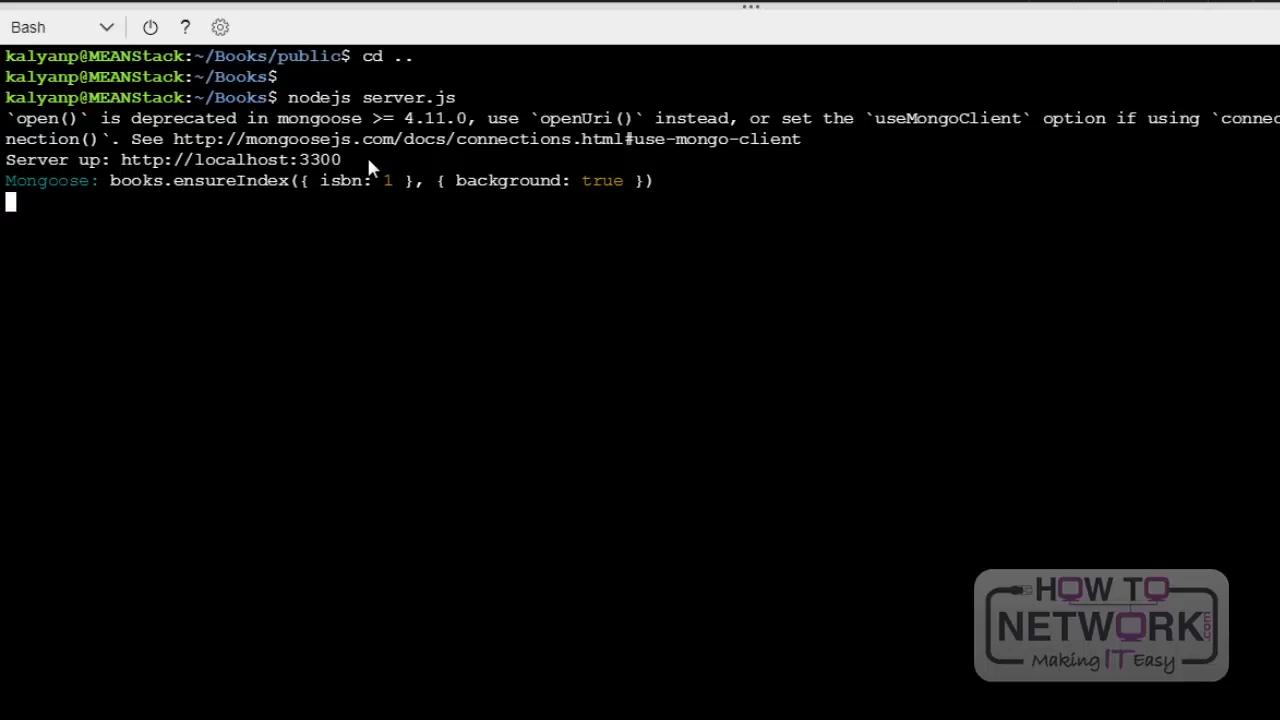 Bash
?
kalyanp@MEANStack:~/Books/public$ cd ..
kalyanp@MEANStack:~/Books$
kalyanp@MEANStack:~/Books$ nodejs server.js
`open()` is deprecated in mongoose >= 4.11.0, use `openUri()` instead, or set the `useMongoClient` option if using `connec
nection()`. See http://mongoosejs.com/docs/connections.html#use-mongo-client
Server up: http://localhost:3300
Mongoose: books.ensureIndex({ isbn: 1 }, { background: true })
HOW TO
NETWORK.com
Making IT Easy